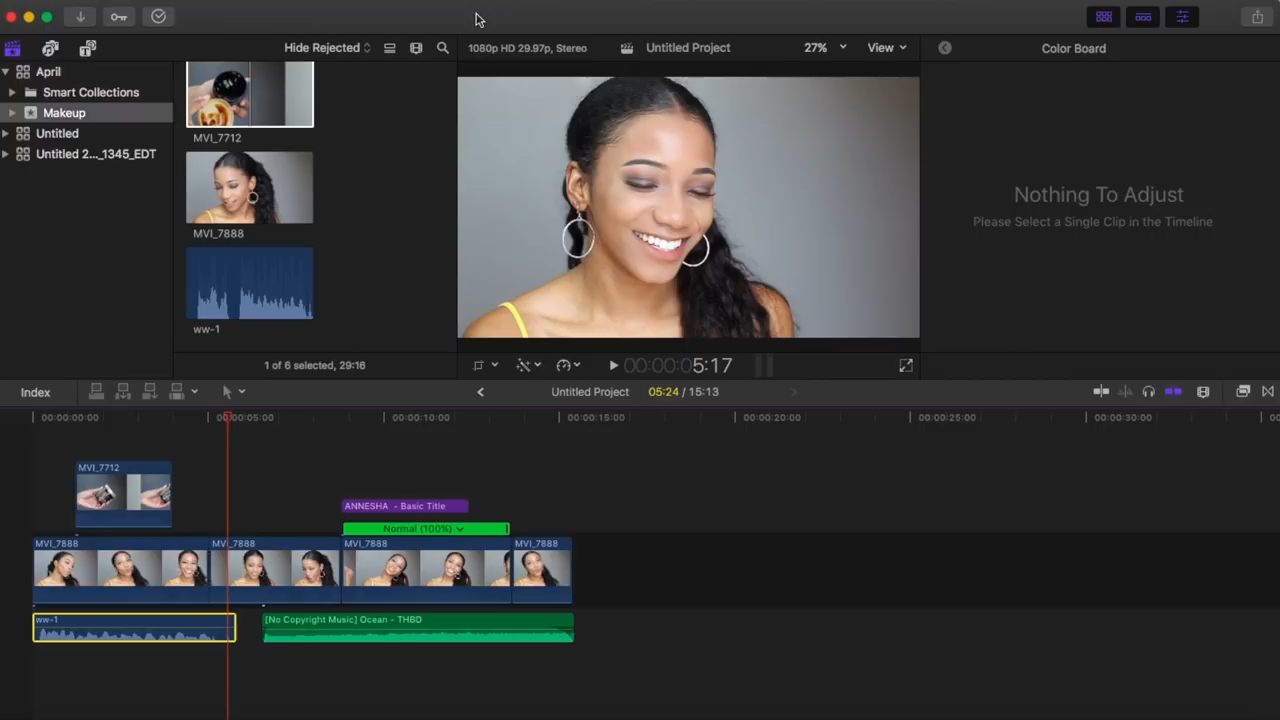 Hide Rejected
1080p HD 29.97p, Stereo
Untitled Project
27%
View
Color Board
April
Smart Collections
Makeup
Untitled
Untitled 2..._1345_EDT
MVI_7712
MVI_7888
ww-1
1 of 6 selected, 29:16
00:00:05:17
Nothing To Adjust
Please Select a Single Clip in the Timeline
Index
Untitled Project
05:24 / 15:13
00:00:00:00
00:00:05:00
00:00:10:00
00:00:15:00
00:00:20:00
00:00:25:00
00:00:30:00
00
MVI_7712
ANNESHA - Basic Title
Normal (100%)
MVI_7888
MVI_7888
MVI_7888
MVI_7888
ww-1
[No Copyright Music] Ocean - THBD